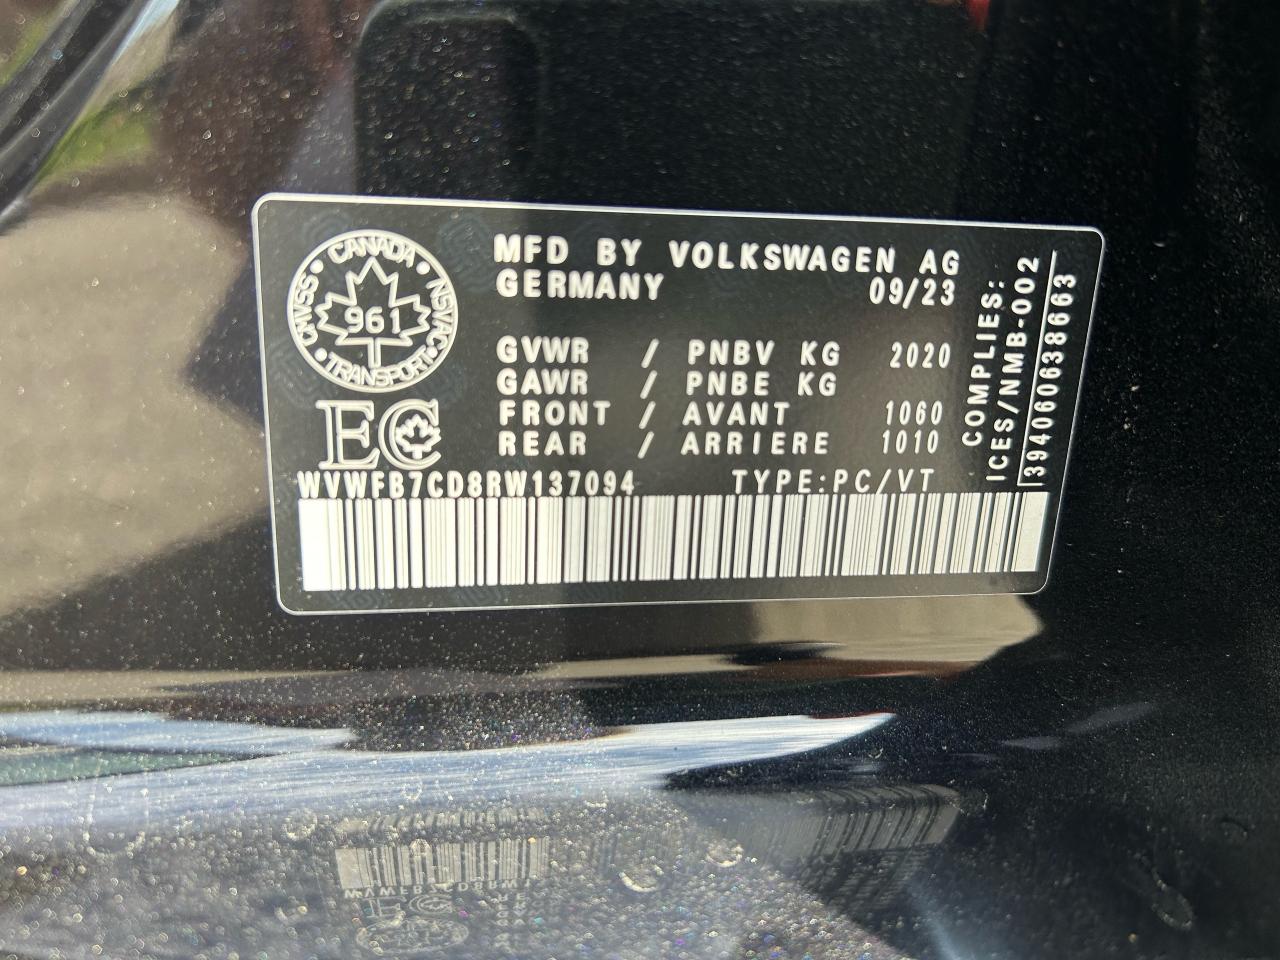 CANADA
CMVSS • NSVAC
961
TRANSPORT
EC
MFD BY VOLKSWAGEN AG
GERMANY 09/23
GVWR / PNBV KG 2020
GAWR / PNBE KG
FRONT / AVANT 1060
REAR / ARRIERE 1010
WVWFB7CD8RW137094 TYPE:PC/VT
COMPLIES:
ICES/NMB-002
394060638663